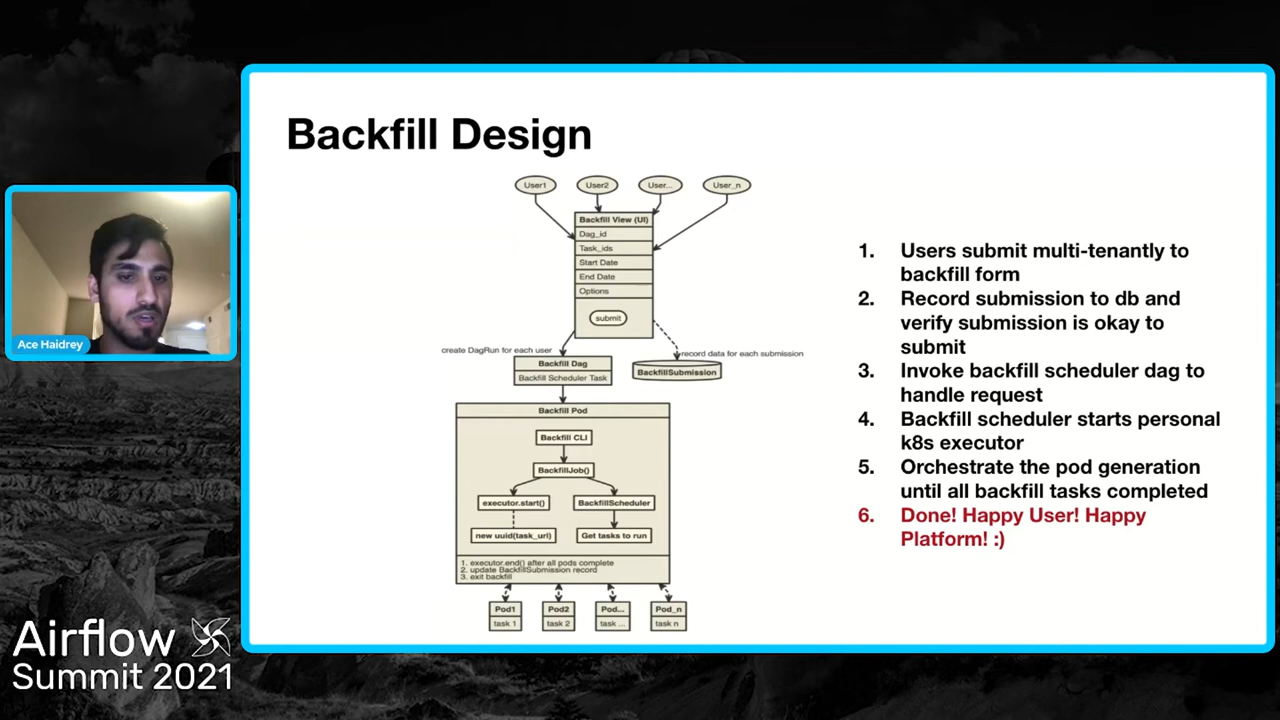 Backfill Design
User1
User2
User...
User_n
Backfill View (UI)
Dag_id
Task_ids
Start Date
End Date
Options
submit
create DagRun for each user
record data for each submission
Backfill Dag
Backfill Scheduler Task
BackfillSubmission
Backfill Pod
Backfill CLI
BackfillJob()
executor.start()
BackfillScheduler
new uuid(task_url)
Get tasks to run
1. executor.end() after all pods complete
2. update BackfillSubmission record
3. exit backfill
Pod1
task 1
Pod2
task 2
Pod...
task ...
Pod_n
task n
1. Users submit multi-tenantly to
backfill form
2. Record submission to db and
verify submission is okay to
submit
3. Invoke backfill scheduler dag to
handle request
4. Backfill scheduler starts personal
k8s executor
5. Orchestrate the pod generation
until all backfill tasks completed
6. Done! Happy User! Happy
Platform! :)
Ace Haidrey
Airflow
Summit 2021